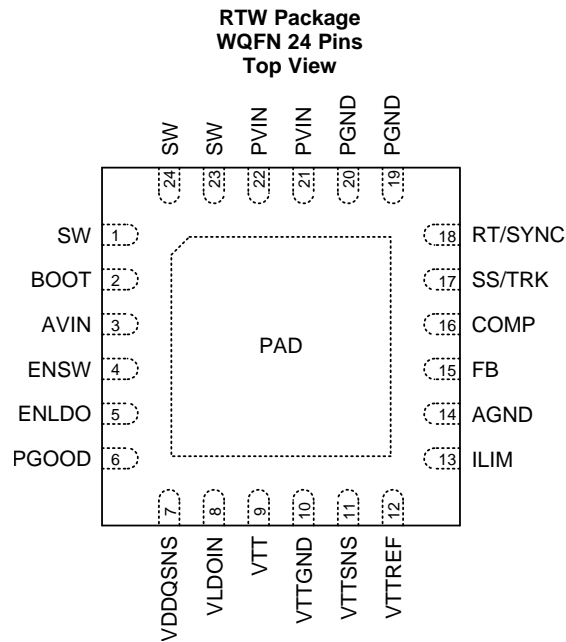 RTW Package
WQFN 24 Pins
Top View
SW
SW
PVIN
PVIN
PGND
PGND
24
23
22
21
20
19
SW 1
18 RT/SYNC
BOOT 2
17 SS/TRK
AVIN 3
16 COMP
PAD
ENSW 4
15 FB
ENLDO 5
14 AGND
PGOOD 6
13 ILIM
7
8
9
10
11
12
VDDQSNS
VLDOIN
VTT
VTTGND
VTTSNS
VTTREF